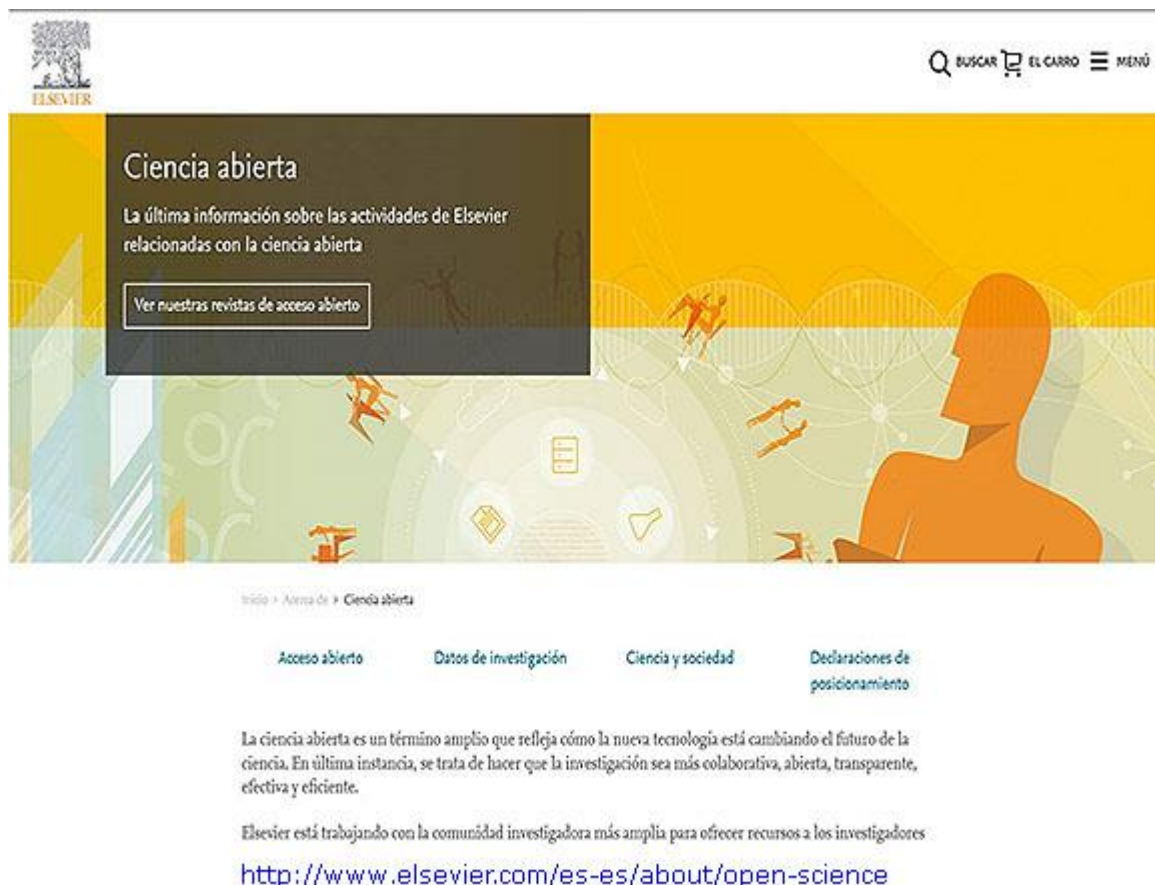 ELSEVIER
BUSCAR EL CARRO MENÚ
Ciencia abierta
La última información sobre las actividades de Elsevier
relacionadas con la ciencia abierta
Ver nuestras revistas de acceso abierto
Inicio > Acerca de > Ciencia abierta
Acceso abierto Datos de investigación Ciencia y sociedad Declaraciones de
posicionamiento
La ciencia abierta es un término amplio que refleja cómo la nueva tecnología está cambiando el futuro de la
ciencia. En última instancia, se trata de hacer que la investigación sea más colaborativa, abierta, transparente,
efectiva y eficiente.
Elsevier está trabajando con la comunidad investigadora más amplia para ofrecer recursos a los investigadores
http://www.elsevier.com/es-es/about/open-science